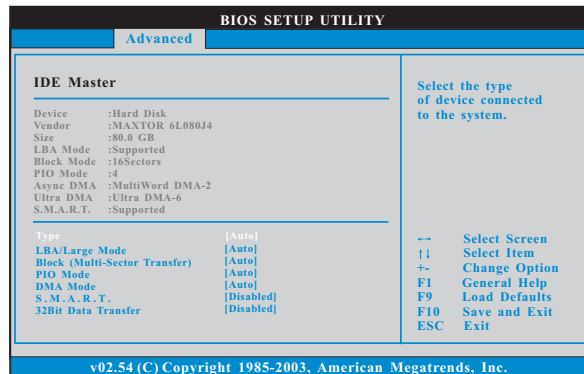 BIOS SETUP UTILITY
Advanced
IDE Master
Device :Hard Disk
Vendor :MAXTOR 6L080J4
Size :80.0 GB
LBA Mode :Supported
Block Mode :16Sectors
PIO Mode :4
Async DMA :MultiWord DMA-2
Ultra DMA :Ultra DMA-6
S.M.A.R.T. :Supported
Type [Auto]
LBA/Large Mode [Auto]
Block (Multi-Sector Transfer) [Auto]
PIO Mode [Auto]
DMA Mode [Auto]
S.M.A.R.T. [Disabled]
32Bit Data Transfer [Disabled]
Select the type
of device connected
to the system.
←→ Select Screen
↑↓ Select Item
+- Change Option
F1 General Help
F9 Load Defaults
F10 Save and Exit
ESC Exit
v02.54 (C) Copyright 1985-2003, American Megatrends, Inc.